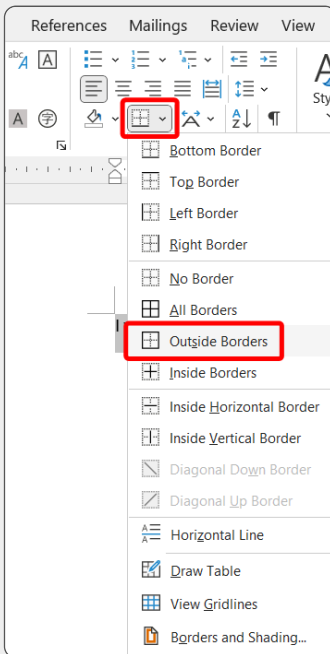 References Mailings Review View
abc A A
A 字 Sty
A Z
Bottom Border
Top Border
Left Border
Right Border
No Border
All Borders
Outside Borders
Inside Borders
Inside Horizontal Border
Inside Vertical Border
Diagonal Down Border
Diagonal Up Border
Horizontal Line
Draw Table
View Gridlines
Borders and Shading...